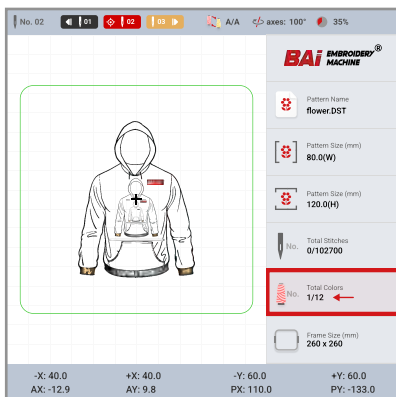 No. 02
01
02
03
A/A
axes: 100°
35%
BAi EMBROIDERY MACHINE ®
Pattern Name
flower.DST
Pattern Size (mm)
80.0(W)
Pattern Size (mm)
120.0(H)
No.
Total Stitches
0/102700
No.
Total Colors
1/12
Frame Size (mm)
260 x 260
-X: 40.0
+X: 40.0
-Y: 60.0
+Y: 60.0
AX: -12.9
AY: 9.8
PX: 110.0
PY: -133.0